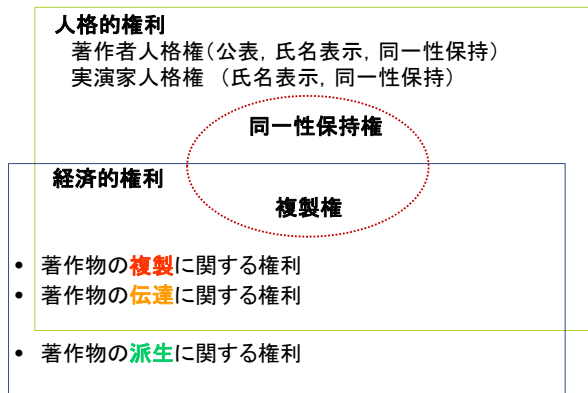 人格的権利
著作者人格権（公表，氏名表示，同一性保持）
実演家人格権 （氏名表示，同一性保持）
同一性保持権
経済的権利
複製権
• 著作物の複製に関する権利
• 著作物の伝達に関する権利
• 著作物の派生に関する権利